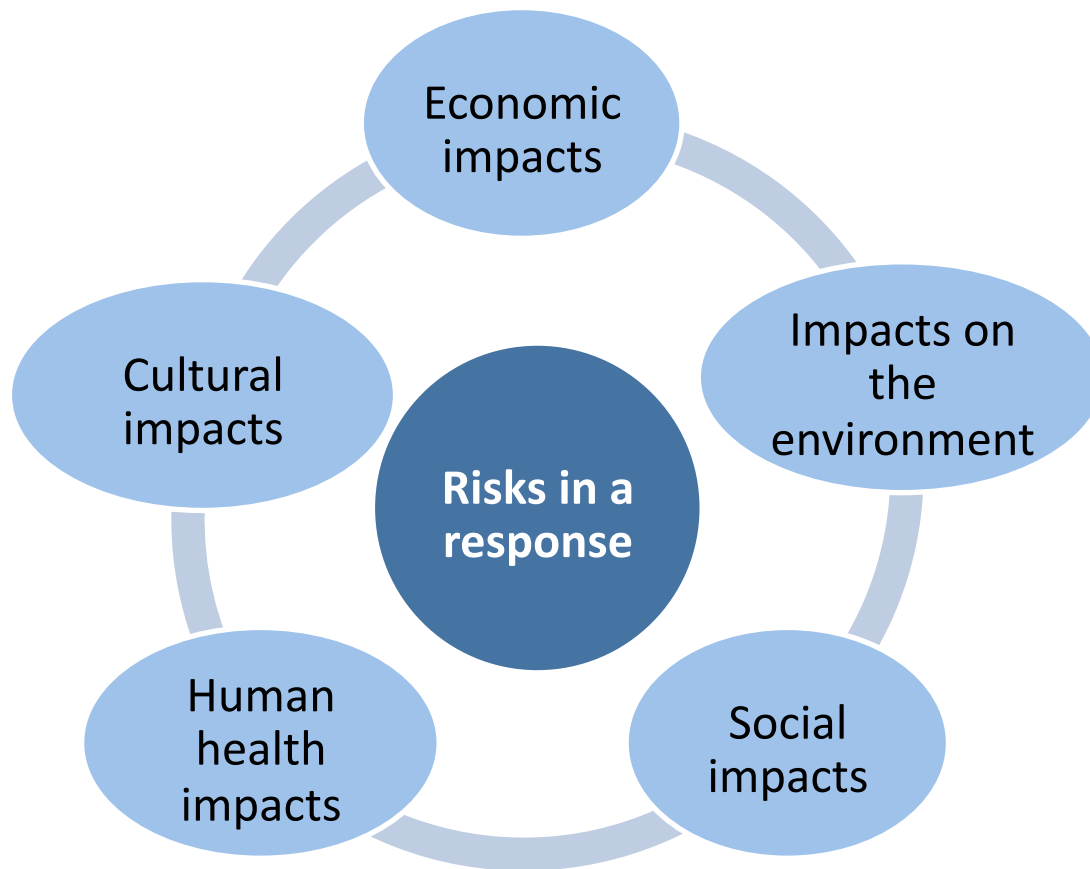 Economic
impacts
Impacts on
the
environment
Social
impacts
Human
health
impacts
Cultural
impacts
Risks in a
response